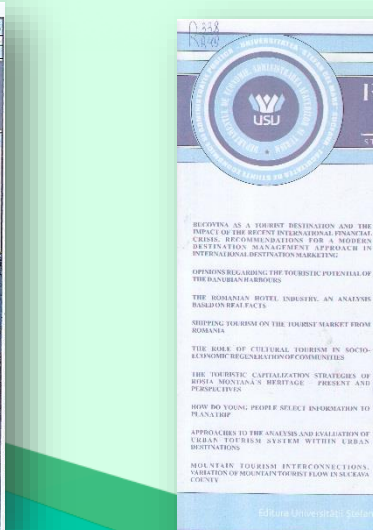 R 338
USU
BUCOVINA AS A TOURIST DESTINATION AND THE
IMPACT OF THE RECENT INTERNATIONAL FINANCIAL
CRISIS. RECOMMENDATIONS FOR A MODERN
DESTINATION MANAGEMENT APPROACH IN
INTERNATIONAL DESTINATION MARKETING
OPINIONS REGARDING THE TOURISTIC POTENTIAL OF
THE DANUBIAN HARBOURS
THE ROMANIAN HOTEL INDUSTRY. AN ANALYSIS
BASED ON REAL FACTS
SHIPPING TOURISM ON THE TOURIST MARKET FROM
ROMANIA
THE ROLE OF CULTURAL TOURISM IN SOCIO-
ECONOMIC REGENERATION OF COMMUNITIES
THE TOURISTIC CAPITALIZATION STRATEGIES OF
ROSIA MONTANA'S HERITAGE - PRESENT AND
PERSPECTIVES
HOW DO YOUNG PEOPLE SELECT INFORMATION TO
PLAN A TRIP
APPROACHES TO THE ANALYSIS AND EVALUATION OF
URBAN TOURISM SYSTEM WITHIN URBAN
DESTINATIONS
MOUNTAIN TOURISM INTERCONNECTIONS.
VARIATION OF MOUNTAIN TOURIST FLOW IN SUCEAVA
COUNTY
Editura Universităţii Ştefan